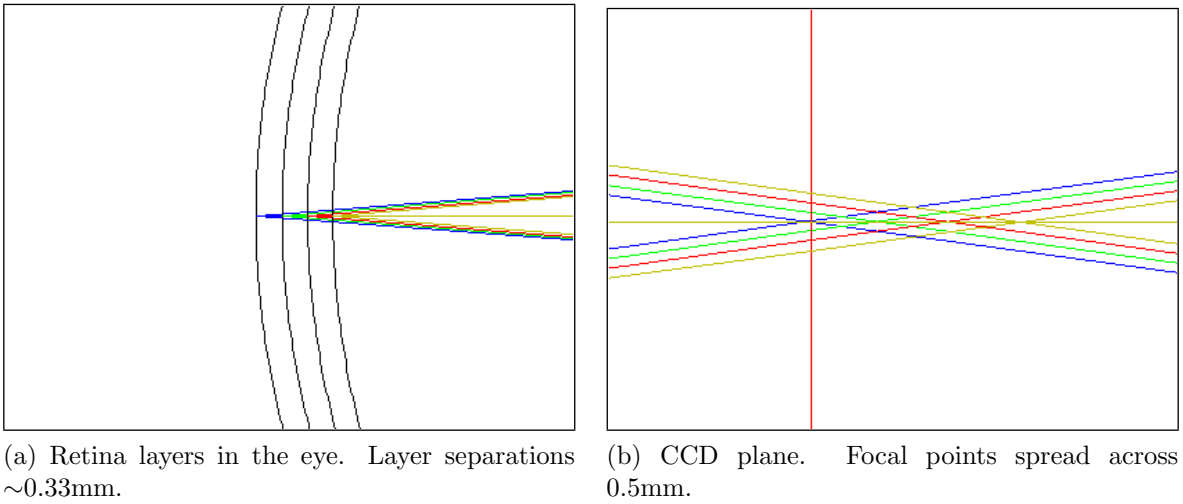 (a) Retina layers in the eye. Layer separations
∼0.33mm.
(b) CCD plane. Focal points spread across
0.5mm.